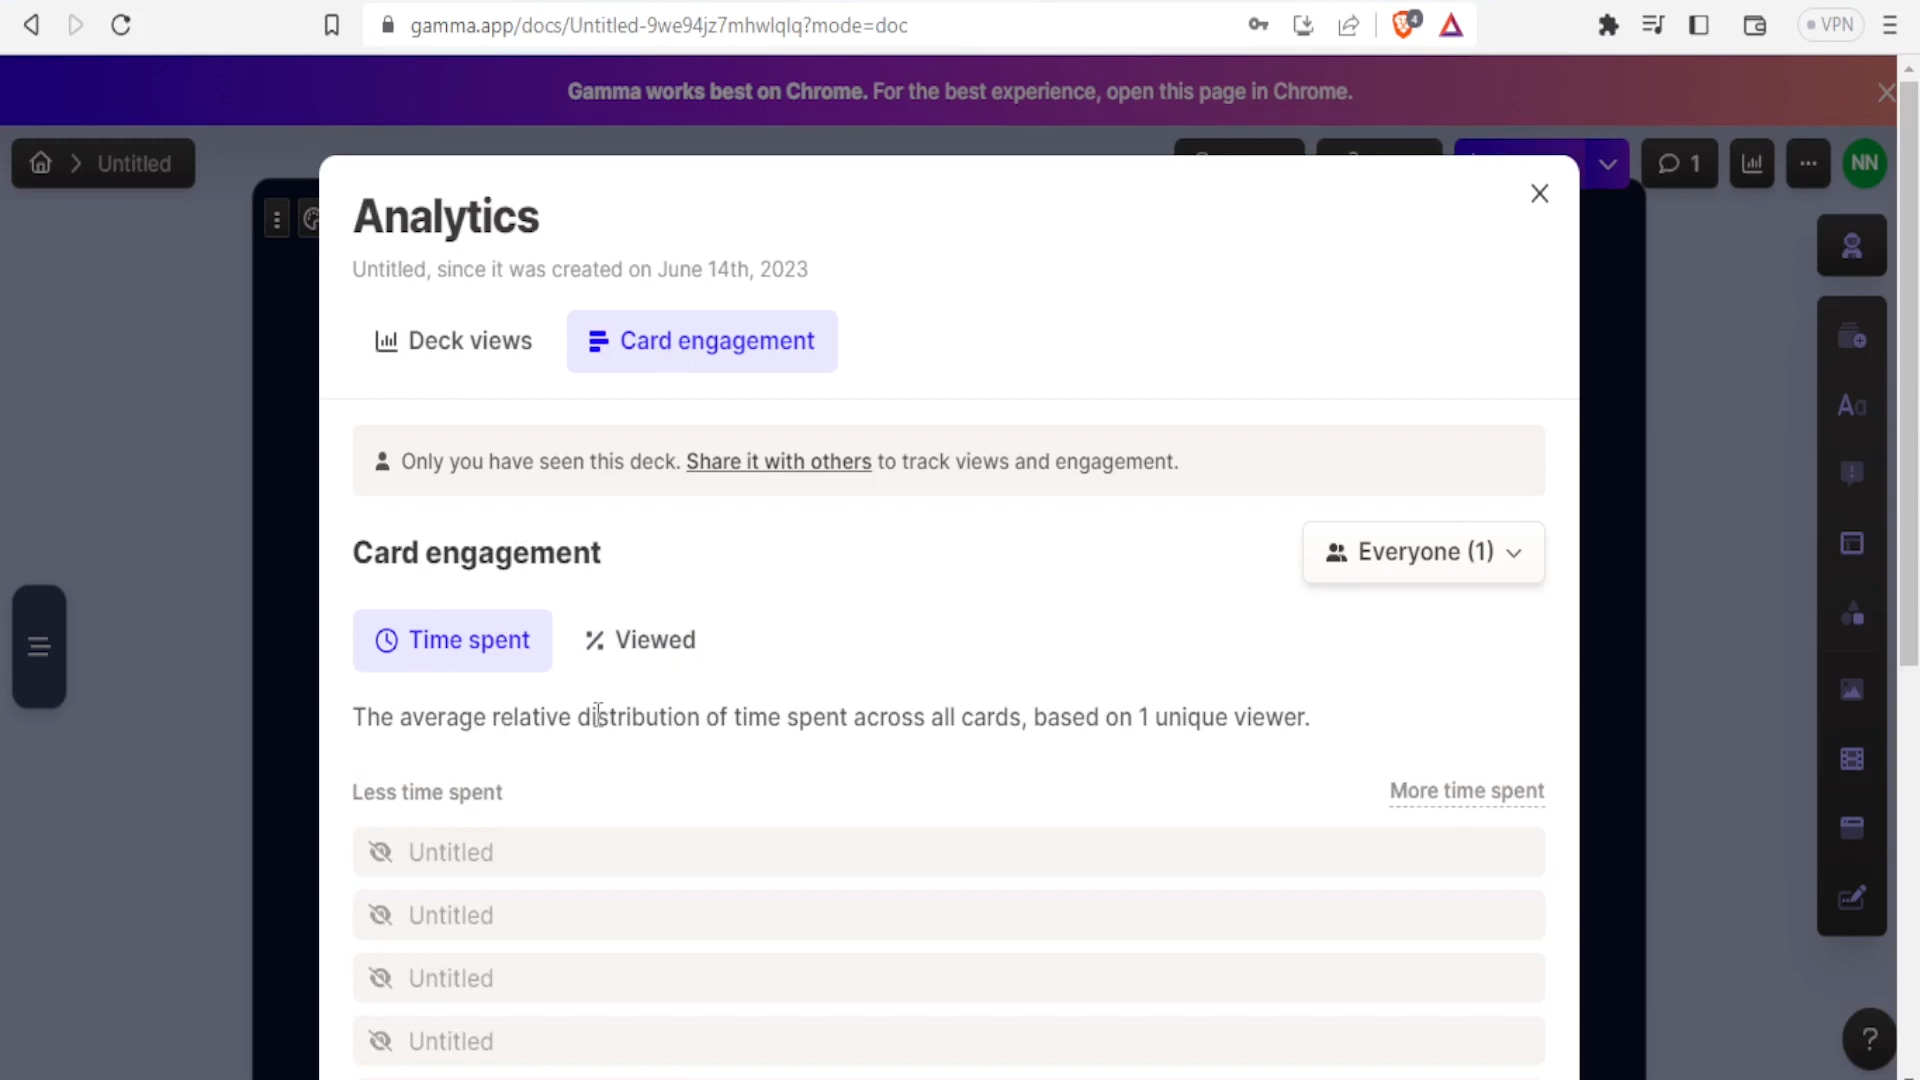 gamma.app/docs/Untitled-9we94jz7mhwlqlq?mode=doc
4
VPN
Gamma works best on Chrome. For the best experience, open this page in Chrome.
Untitled
1
NN
Analytics
Untitled, since it was created on June 14th, 2023
Deck views
Card engagement
Aa
Only you have seen this deck. Share it with others to track views and engagement.
Card engagement
Everyone (1)
Time spent
Viewed
The average relative distribution of time spent across all cards, based on 1 unique viewer.
Less time spent
More time spent
Untitled
Untitled
Untitled
Untitled
?